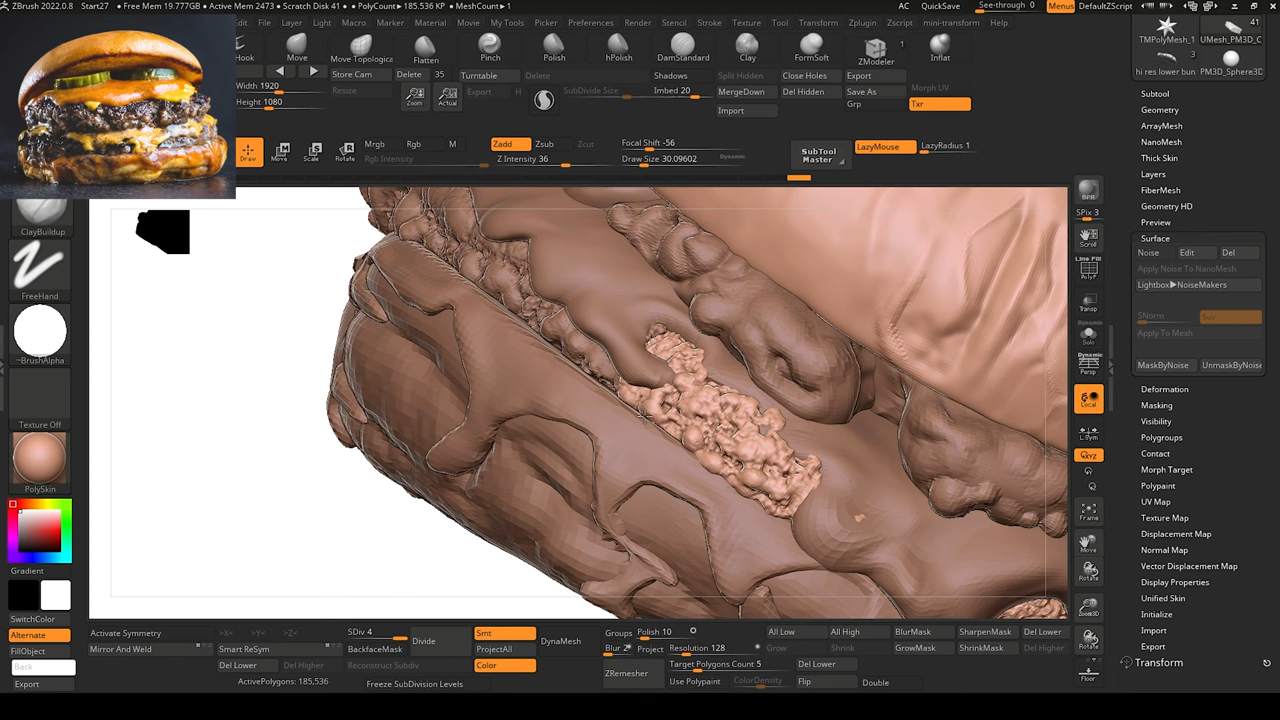 ZBrush 2022.0.8 Start27 • Free Mem 19.777GB • Active Mem 2473 • Scratch Disk 41 • PolyCount▸185.536 KP • MeshCount▸1
AC QuickSave See-through 0 Menus DefaultZScript
File Layer Light Macro Marker Material Movie My Tools Picker Preferences Render Stencil Stroke Texture Tool Transform Zplugin Zscript mini-transform Help
Hook Move Move Topological Flatten Pinch Polish hPolish DamStandard Clay FormSoft ZModeler 1 Inflat
Store Cam Delete 35 Turntable Delete Shadows Split Hidden Close Holes Export
Morph UV
Width 1920 Resize Zoom Actual Export H SubDivide Size Imbed 20 MergeDown Del Hidden Save As
Height 1080 Import Grp Txr
Draw Move Scale Rotate
Mrgb Rgb M Zadd Zsub Zcut Focal Shift -56
Rgb Intensity Z Intensity 36 Draw Size 30.09602 Dynamic
SubTool Master LazyMouse LazyRadius 1
TMPolyMesh_1 41 UMesh_PM3D_C
3 hi res lower bun PM3D_Sphere3D
Subtool
Geometry
ArrayMesh
NanoMesh
Thick Skin
Layers
FiberMesh
Geometry HD
Preview
Surface
Noise Edit Del
Apply Noise To NanoMesh
Lightbox▸NoiseMakers
SNorm Suv
Apply To Mesh
MaskByNoise UnmaskByNoise
Deformation
Masking
Visibility
Polygroups
Contact
Morph Target
Polypaint
UV Map
Texture Map
Displacement Map
Normal Map
Vector Displacement Map
Display Properties
Unified Skin
Initialize
Import
Export
Transform
ClayBuildup
FreeHand
~BrushAlpha
Texture Off
PolySkin
Gradient
SwitchColor
Alternate
FillObject
Back
Export
BPR
SPix 3
Scroll
Line Fill
PolyF
Transp
Dynamic
Solo
Dynamic
Persp
Local
L.Sym
XYZ
Frame
Move
Rotate
Zoom3D
Rotate
Floor
Activate Symmetry >X< >Y< >Z< SDiv 4 Divide Smt DynaMesh Groups Polish 10 All Low All High BlurMask SharpenMask Del Lower
Mirror And Weld Smart ReSym BackfaceMask ProjectAll Blur 2 Project Resolution 128 Grow Shrink GrowMask ShrinkMask Del Higher
Del Lower Del Higher Reconstruct Subdiv Color ZRemesher Target Polygons Count 5 Del Lower
ActivePolygons: 185,536 Freeze SubDivision Levels Use Polypaint ColorDensity Flip Double